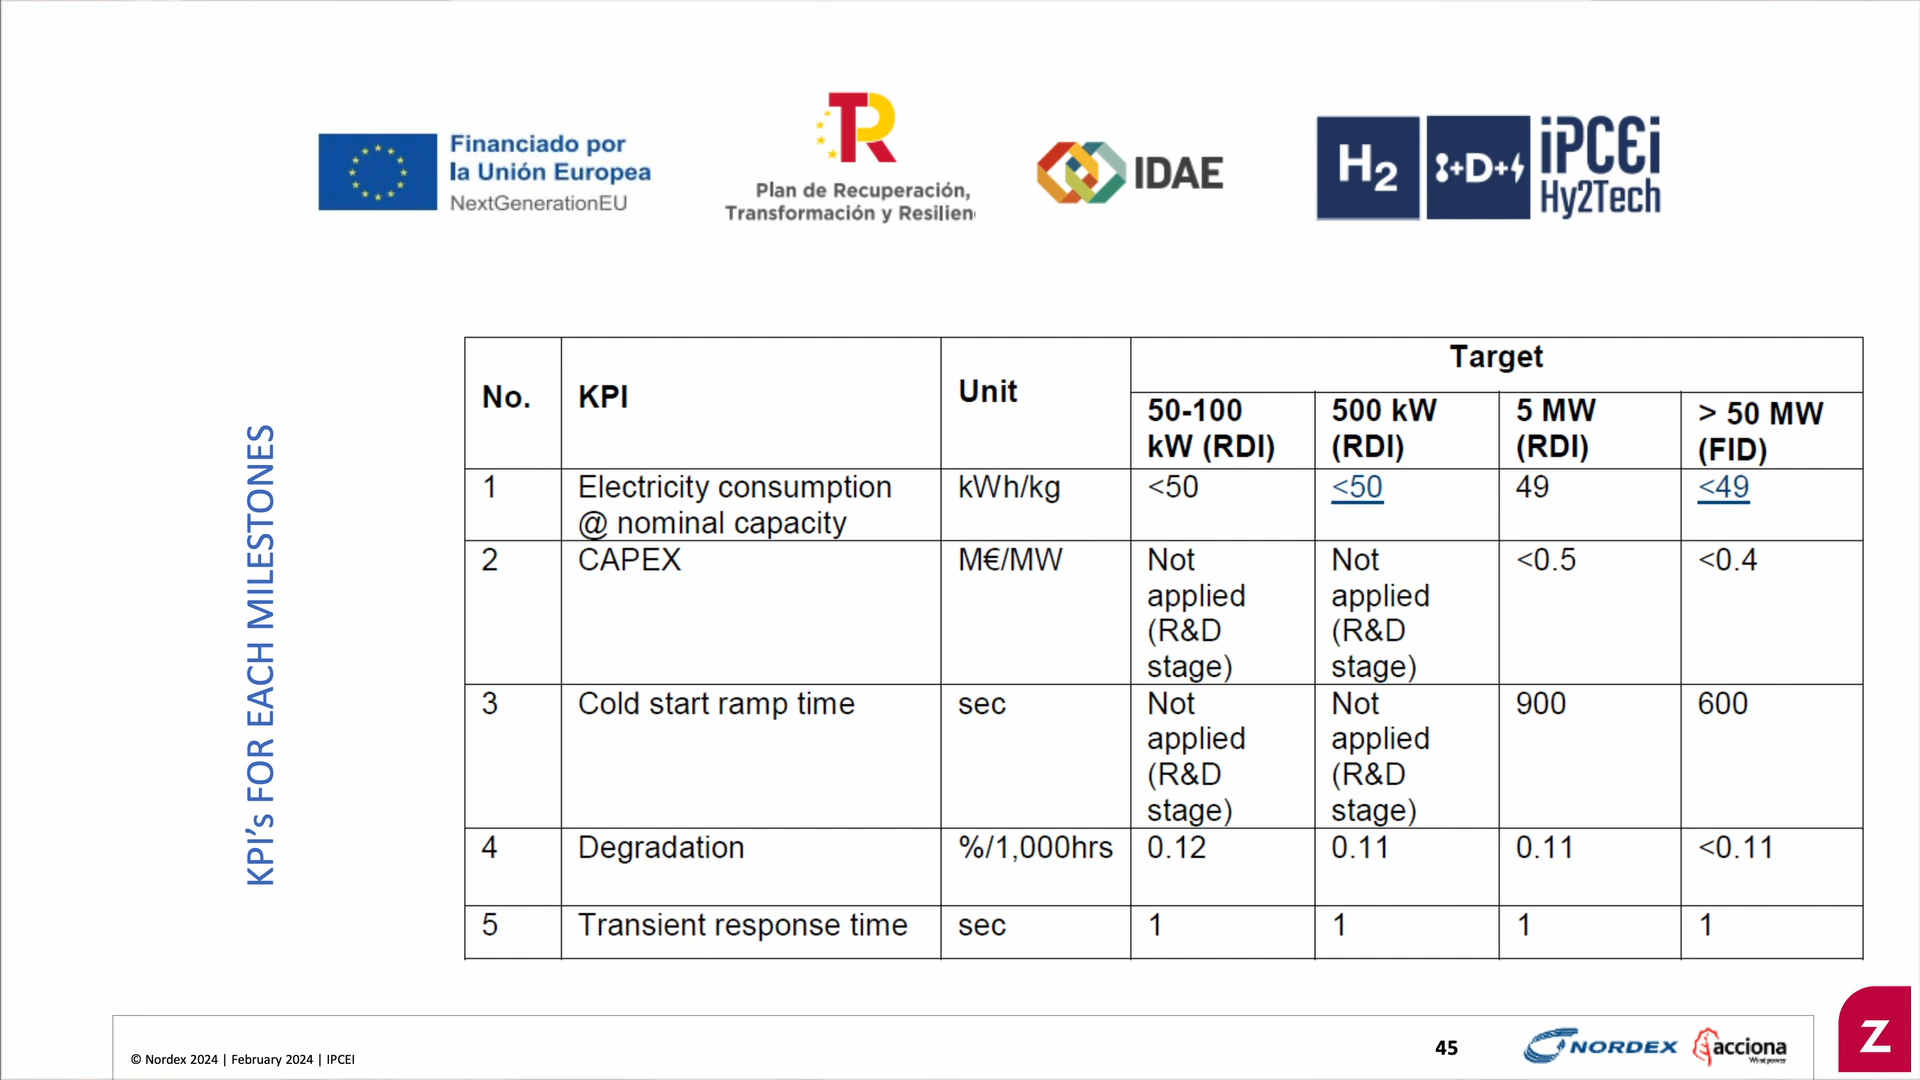 Financiado por
la Unión Europea
NextGenerationEU
TR
Plan de Recuperación,
Transformación y Resilien
IDAE
H2
+D+
iPCEi
Hy2Tech
KPI's FOR EACH MILESTONES
No. KPI Unit Target
50-100 kW (RDI) 500 kW (RDI) 5 MW (RDI) > 50 MW (FID)
1 Electricity consumption @ nominal capacity kWh/kg <50 <50 49 <49
2 CAPEX M€/MW Not applied (R&D stage) Not applied (R&D stage) <0.5 <0.4
3 Cold start ramp time sec Not applied (R&D stage) Not applied (R&D stage) 900 600
4 Degradation %/1,000hrs 0.12 0.11 0.11 <0.11
5 Transient response time sec 1 1 1 1
© Nordex 2024 | February 2024 | IPCEI
45
NORDEX
acciona
Windpower
Z